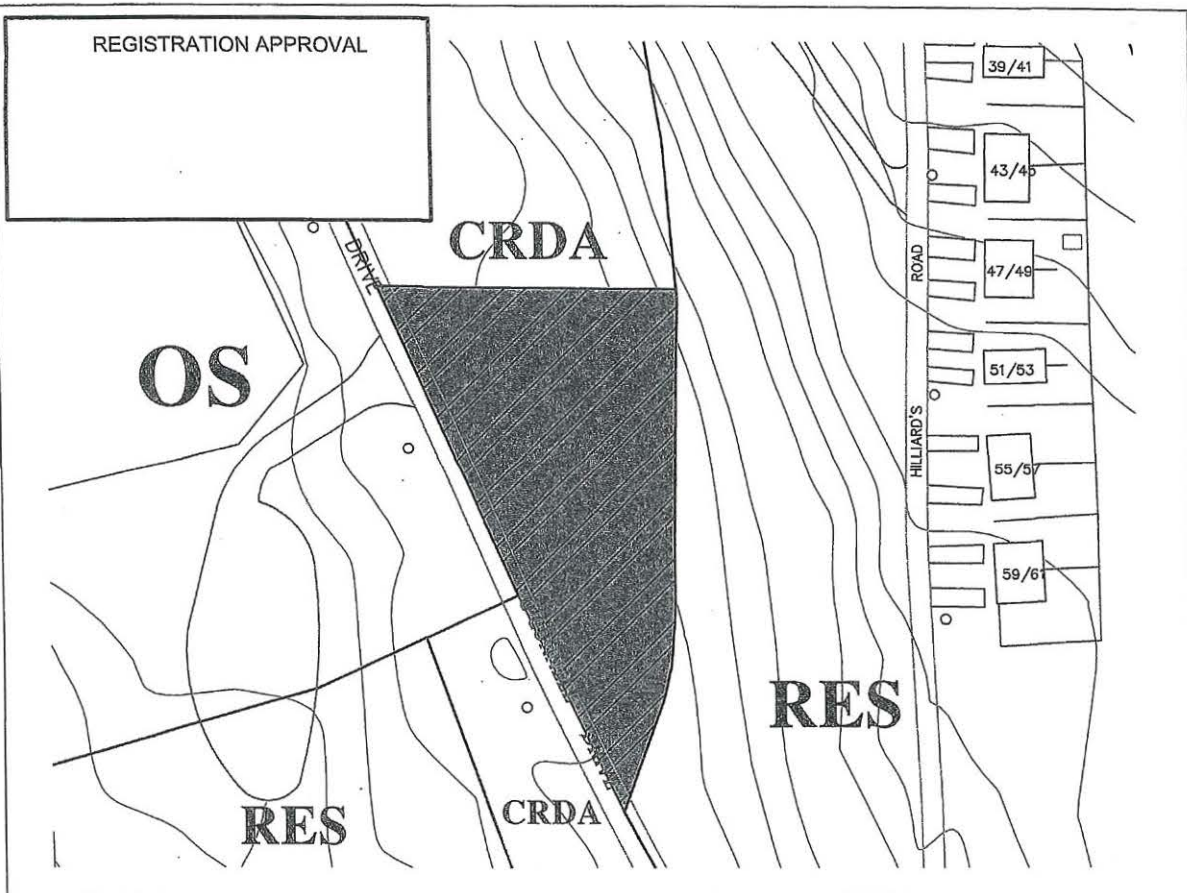 REGISTRATION APPROVAL
CRDA
OS
RES
CRDA
RES
DRIVE
DRIVE
HILLIARD'S ROAD
39/41
43/45
47/49
51/53
55/57
59/61